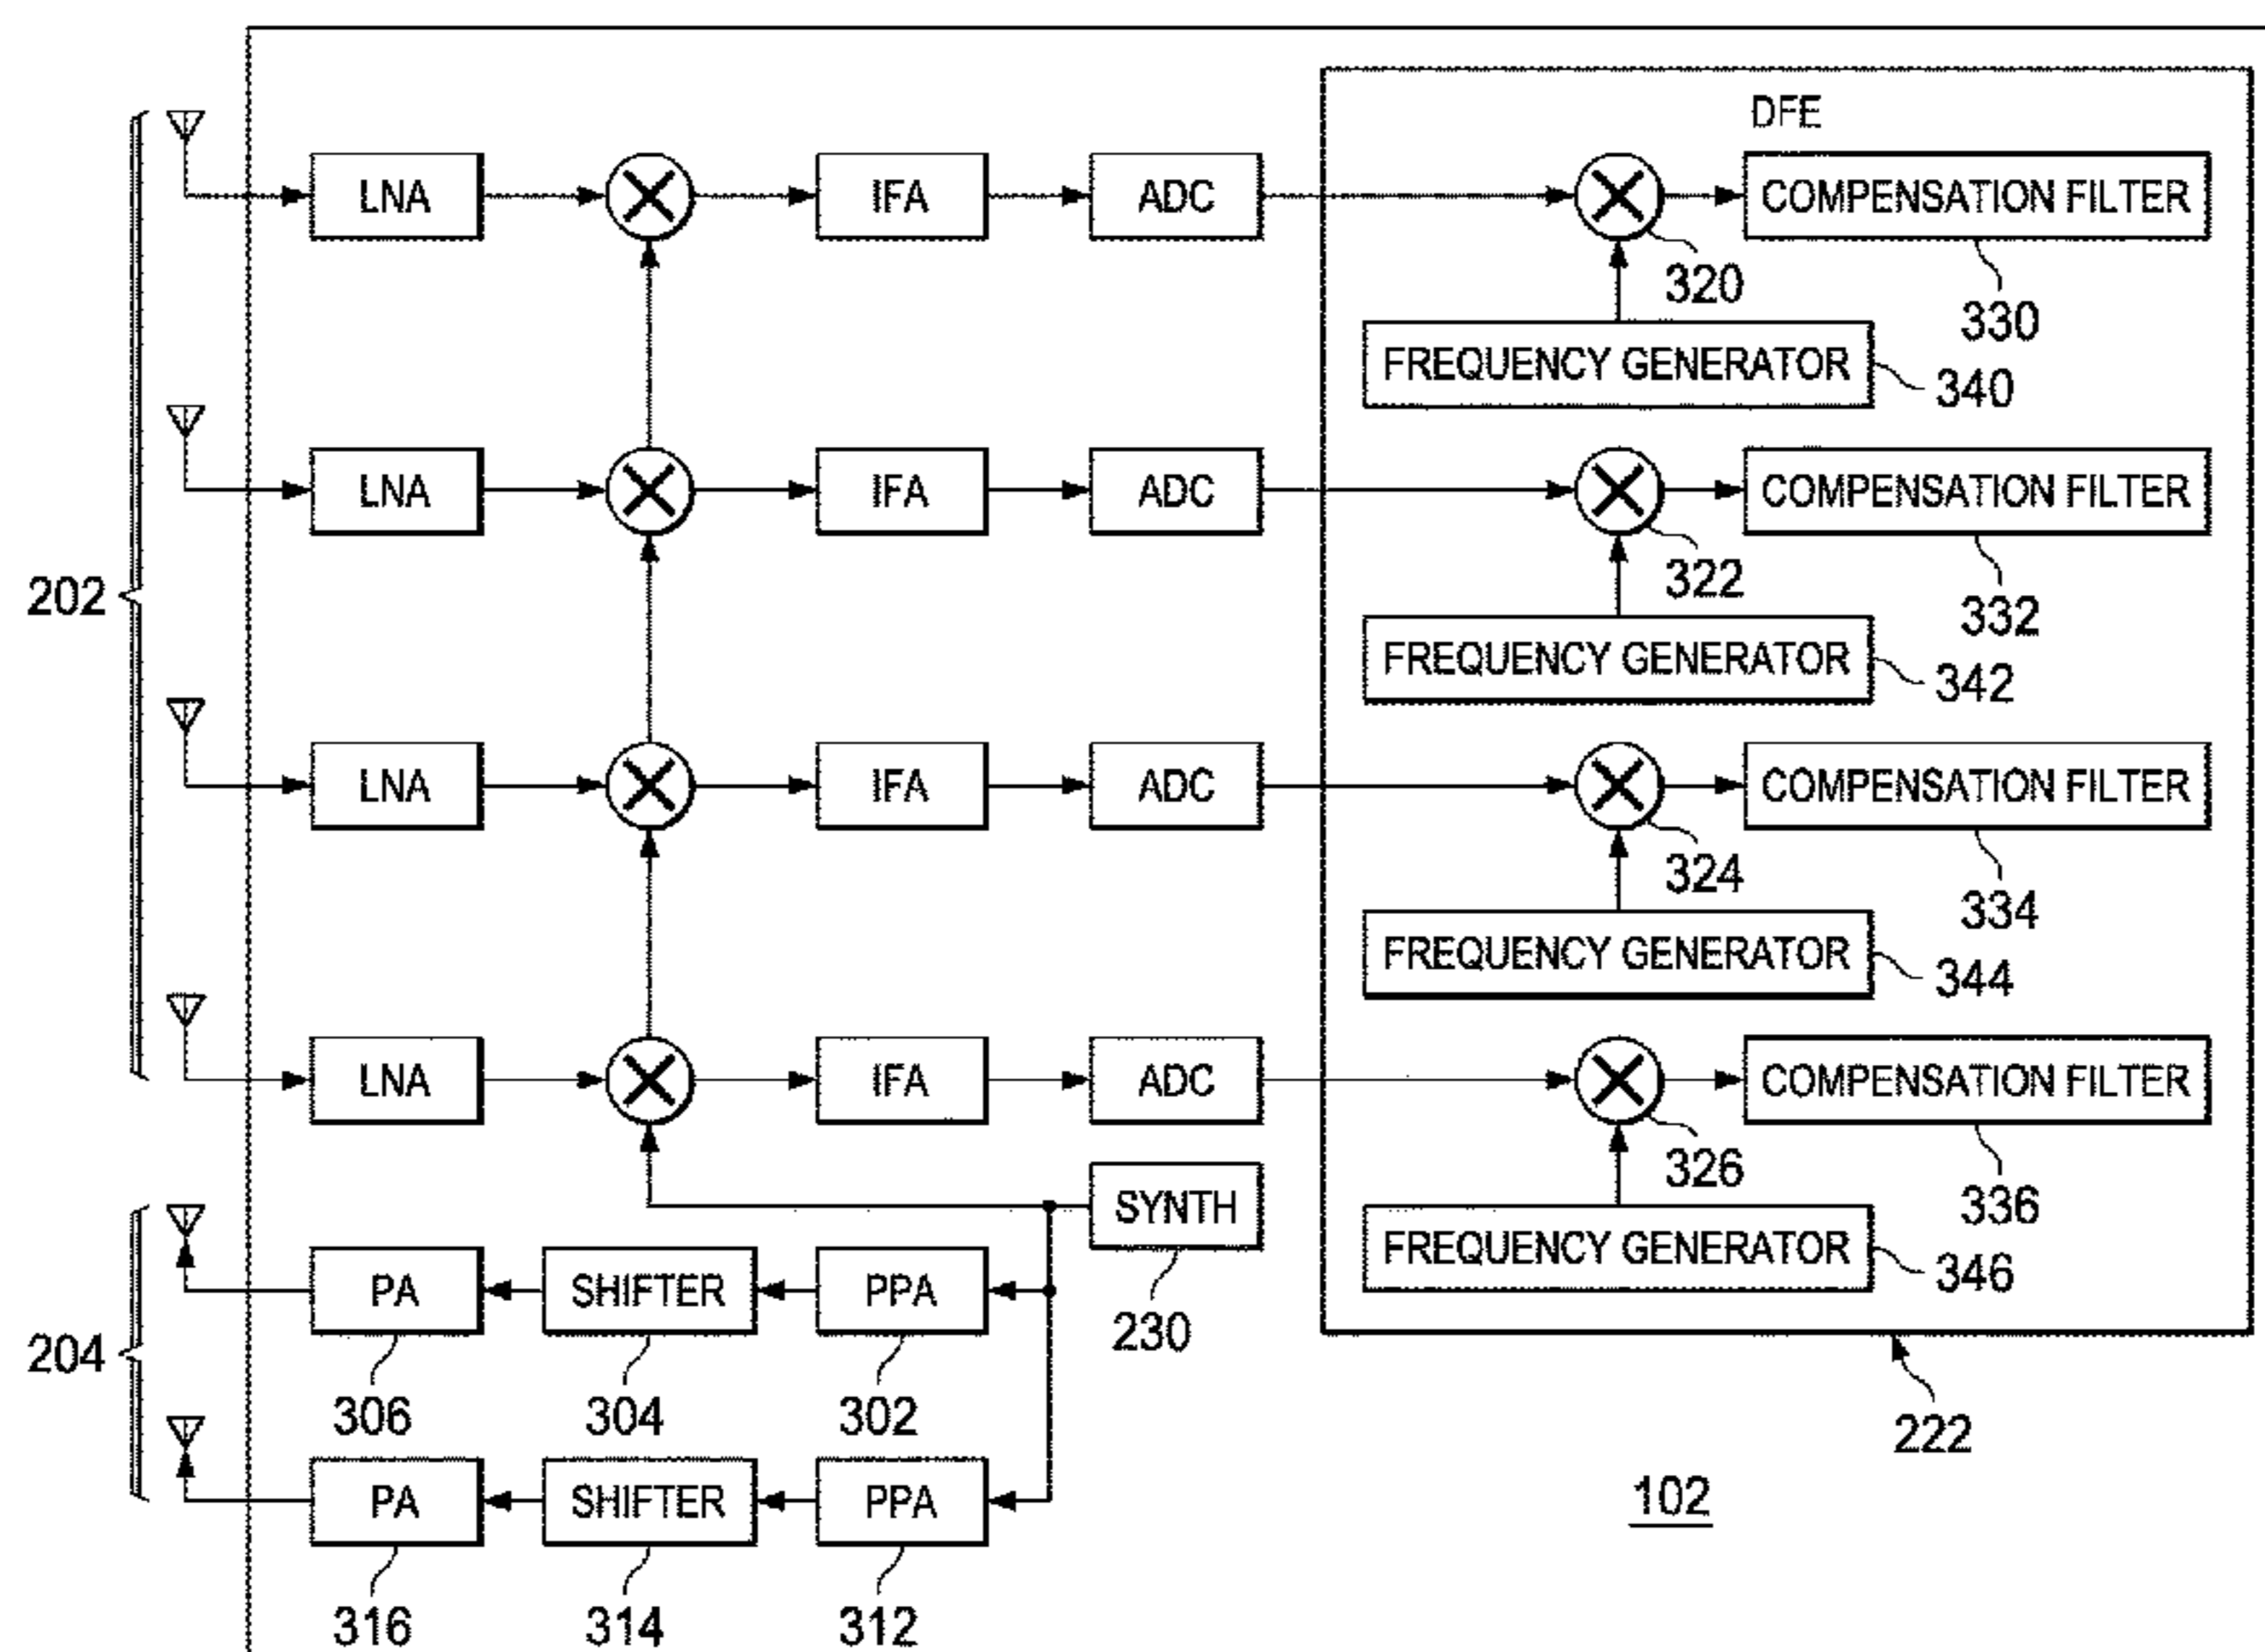 DFE
LNA IFA ADC COMPENSATION FILTER
320
330
FREQUENCY GENERATOR 340
LNA IFA ADC COMPENSATION FILTER
322
202 332
FREQUENCY GENERATOR 342
LNA IFA ADC COMPENSATION FILTER
324
334
FREQUENCY GENERATOR 344
LNA IFA ADC COMPENSATION FILTER
326
SYNTH 336
PA SHIFTER PPA FREQUENCY GENERATOR 346
230
204
306 304 302 222
PA SHIFTER PPA 102
316 314 312